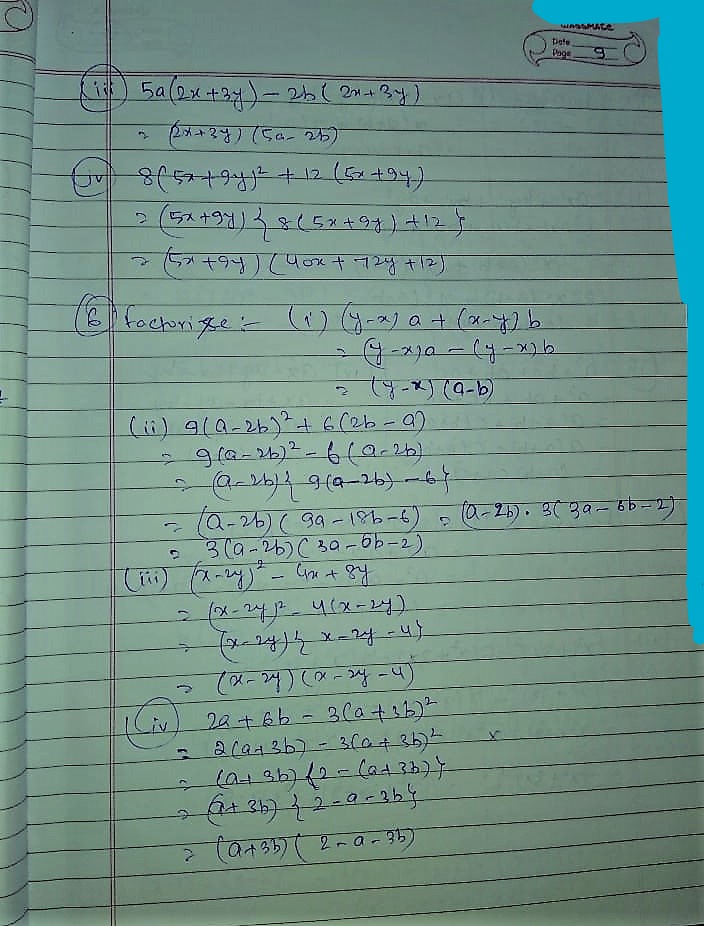 classmate
Date
Page 9
(iii) 5a(2x+3y) - 2b(2x+3y)
= (2x+3y) (5a-2b)
(iv) 8(5x+9y)² + 12 (5x+9y)
= (5x+9y) { 8(5x+9y) +12 }
= (5x+9y) (40x + 72y +12)
(6) factorize :- (i) (y-x) a + (x-y) b
= (y-x)a - (y-x)b
= (y-x) (a-b)
(ii) 9(a-2b)² + 6(2b-a)
= 9(a-2b)² - 6(a-2b)
= (a-2b) { 9(a-2b) -6 }
= (a-2b) ( 9a-18b-6) = (a-2b) . 3( 3a-6b-2)
= 3(a-2b) ( 3a-6b-2)
(iii) (x-2y)² - 4x + 8y
= (x-2y)² - 4(x-2y)
= (x-2y) { x-2y -4}
= (x-2y) (x-2y-4)
(iv) 2a + 6b - 3(a+3b)²
= 2(a+3b) - 3(a+3b)² x
= (a+3b) {2 - (a+3b)}
= (a+3b) { 2-a-3b}
= (a+3b) ( 2-a-3b)